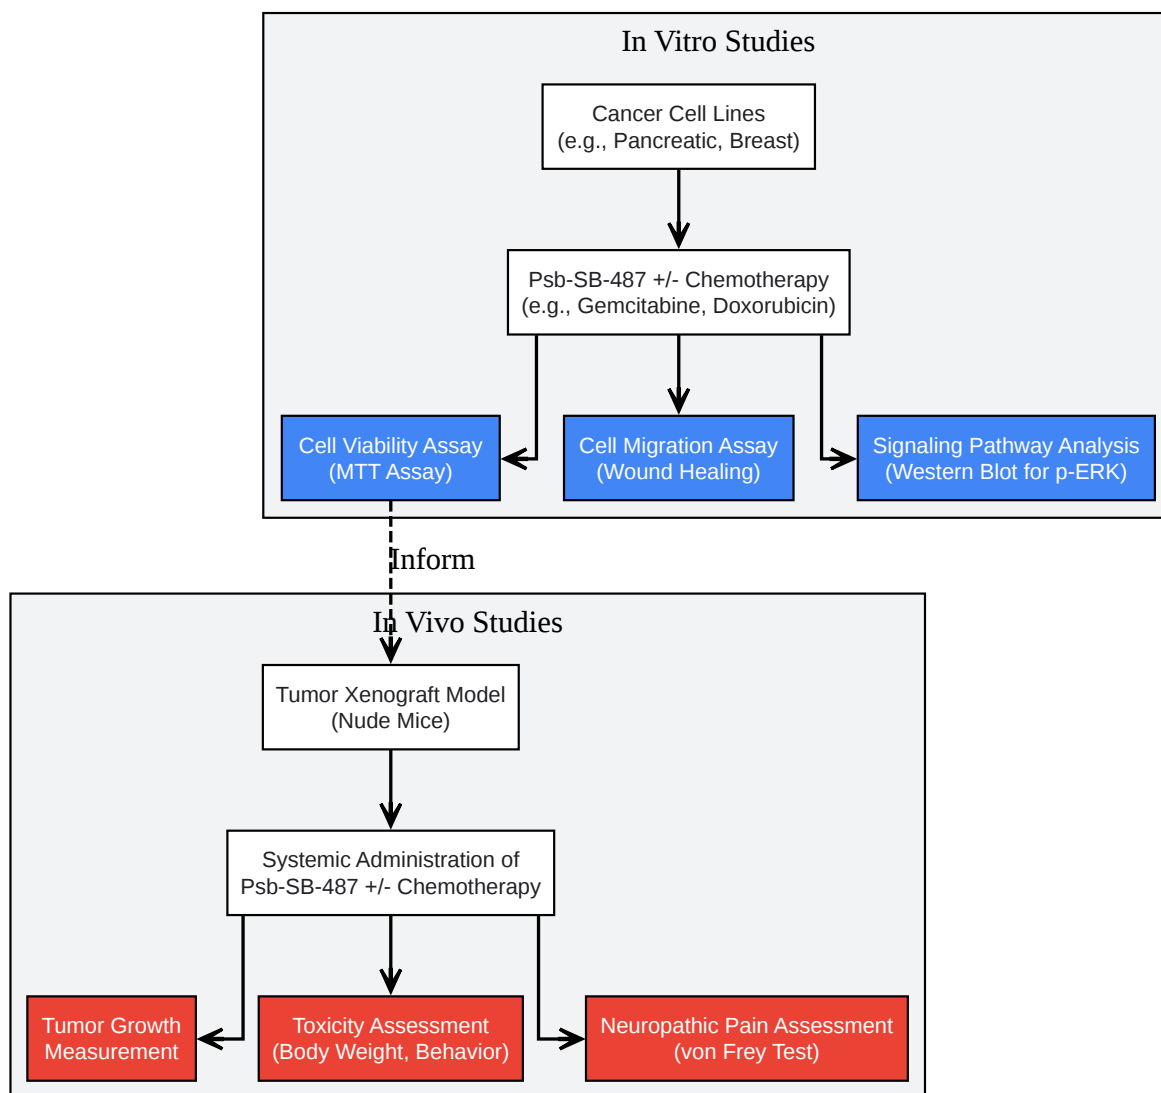 In Vitro Studies
Cancer Cell Lines
(e.g., Pancreatic, Breast)
Psb-SB-487 +/- Chemotherapy
(e.g., Gemcitabine, Doxorubicin)
Cell Viability Assay
(MTT Assay)
Cell Migration Assay
(Wound Healing)
Signaling Pathway Analysis
(Western Blot for p-ERK)
Inform
In Vivo Studies
Tumor Xenograft Model
(Nude Mice)
Systemic Administration of
Psb-SB-487 +/- Chemotherapy
Tumor Growth
Measurement
Toxicity Assessment
(Body Weight, Behavior)
Neuropathic Pain Assessment
(von Frey Test)